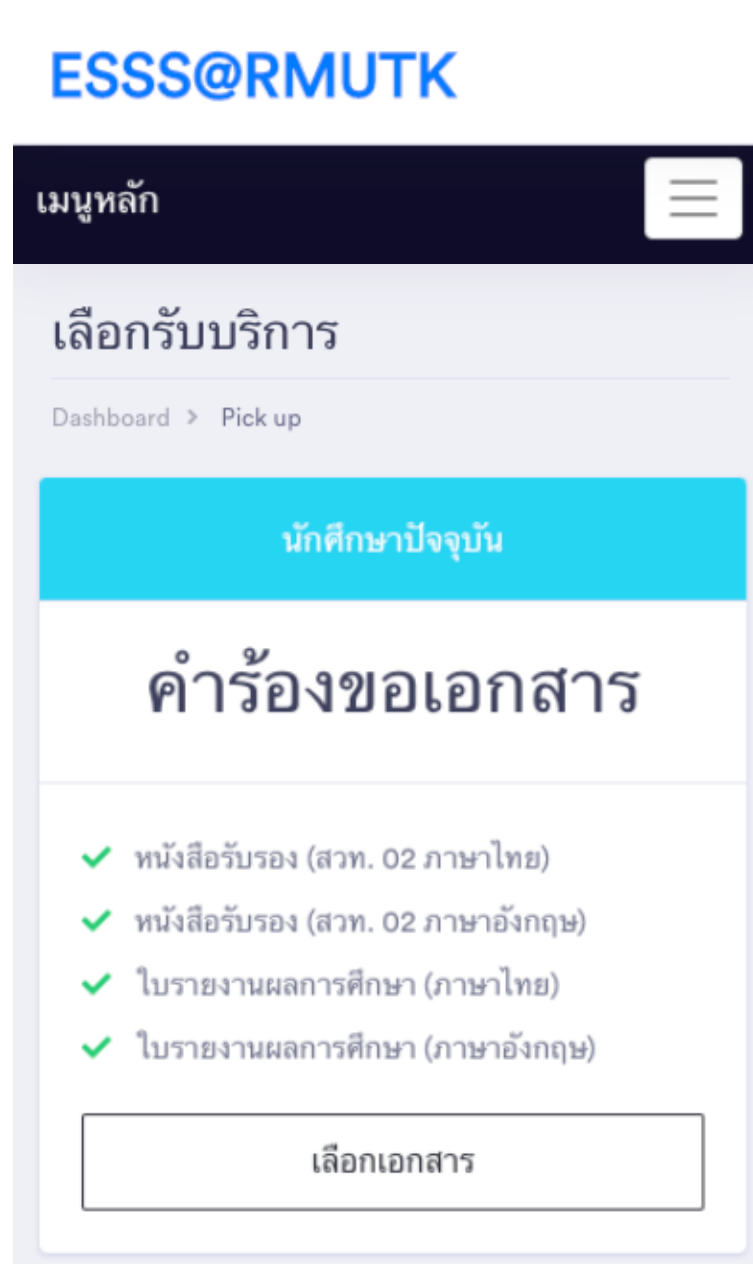 ESSS@RMUTK
เมนูหลัก
เลือกรับบริการ
Dashboard > Pick up
นักศึกษาปัจจุบัน
คำร้องขอเอกสาร
หนังสือรับรอง (สวท. 02 ภาษาไทย)
หนังสือรับรอง (สวท. 02 ภาษาอังกฤษ)
ใบรายงานผลการศึกษา (ภาษาไทย)
ใบรายงานผลการศึกษา (ภาษาอังกฤษ)
เลือกเอกสาร